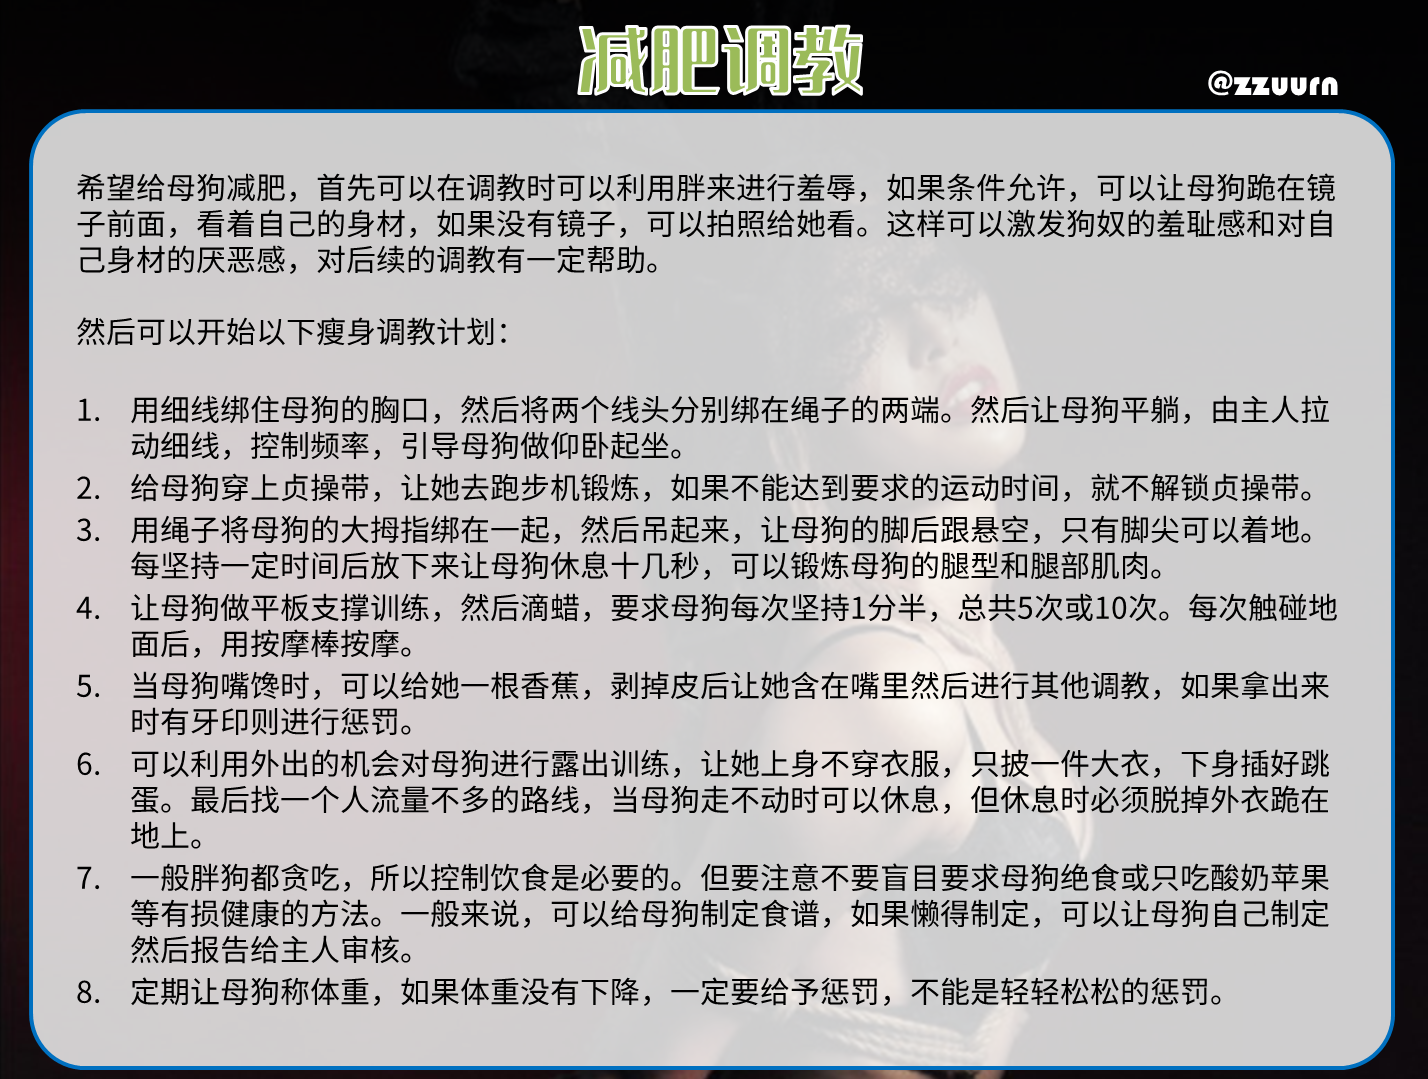 减肥调教
@zzuurn
希望给母狗减肥，首先可以在调教时可以利用胖来进行羞辱，如果条件允许，可以让母狗跪在镜
子前面，看着自己的身材，如果没有镜子，可以拍照给她看。这样可以激发狗奴的羞耻感和对自
己身材的厌恶感，对后续的调教有一定帮助。
然后可以开始以下瘦身调教计划：
1. 用细线绑住母狗的胸口，然后将两个线头分别绑在绳子的两端。然后让母狗平躺，由主人拉
动细线，控制频率，引导母狗做仰卧起坐。
2. 给母狗穿上贞操带，让她去跑步机锻炼，如果不能达到要求的运动时间，就不解锁贞操带。
3. 用绳子将母狗的大拇指绑在一起，然后吊起来，让母狗的脚后跟悬空，只有脚尖可以着地。
每坚持一定时间后放下来让母狗休息十几秒，可以锻炼母狗的腿型和腿部肌肉。
4. 让母狗做平板支撑训练，然后滴蜡，要求母狗每次坚持1分半，总共5次或10次。每次触碰地
面后，用按摩棒按摩。
5. 当母狗嘴馋时，可以给她一根香蕉，剥掉皮后让她含在嘴里然后进行其他调教，如果拿出来
时有牙印则进行惩罚。
6. 可以利用外出的机会对母狗进行露出训练，让她上身不穿衣服，只披一件大衣，下身插好跳
蛋。最后找一个人流量不多的路线，当母狗走不动时可以休息，但休息时必须脱掉外衣跪在
地上。
7. 一般胖狗都贪吃，所以控制饮食是必要的。但要注意不要盲目要求母狗绝食或只吃酸奶苹果
等有损健康的方法。一般来说，可以给母狗制定食谱，如果懒得制定，可以让母狗自己制定
然后报告给主人审核。
8. 定期让母狗称体重，如果体重没有下降，一定要给予惩罚，不能是轻轻松松的惩罚。